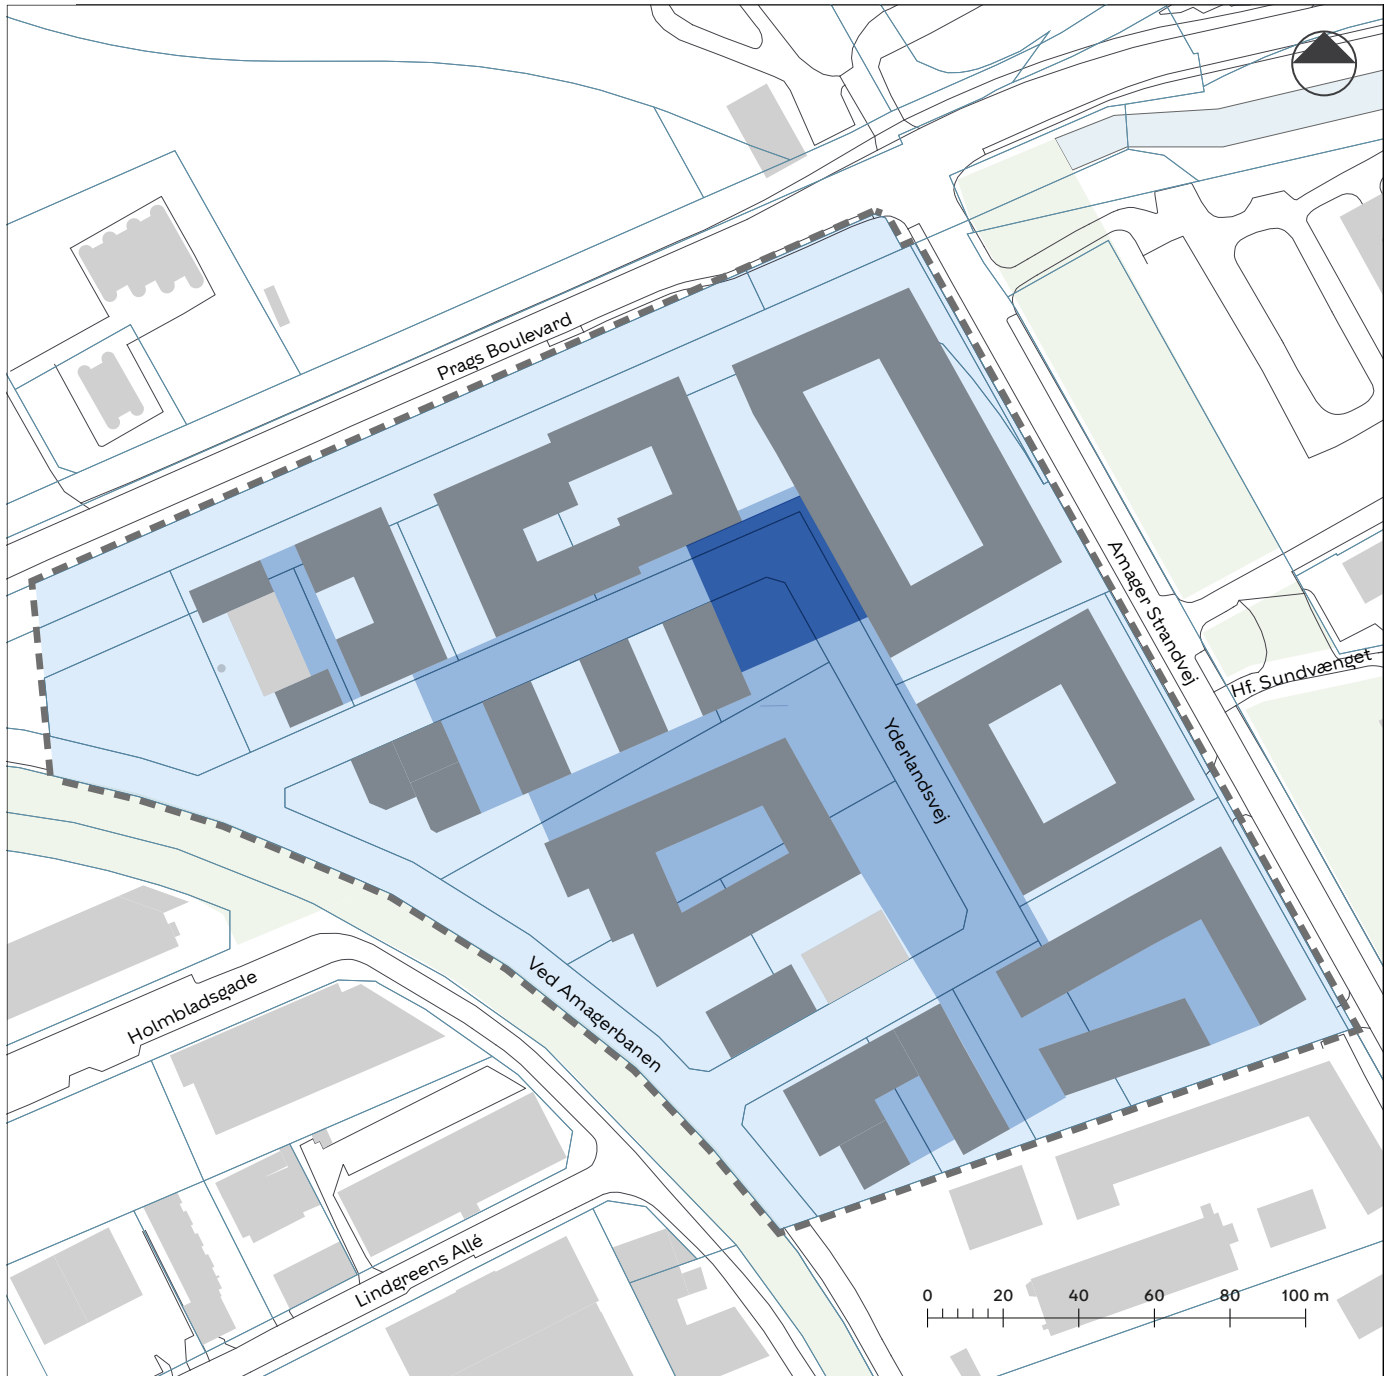 Prags Boulevard
Amager Strandvej
Hf. Sundvænget
Yderlandsvej
Ved Amagerbanen
Holmbladsgade
Lindgreens Allé
0 20 40 60 80 100 m